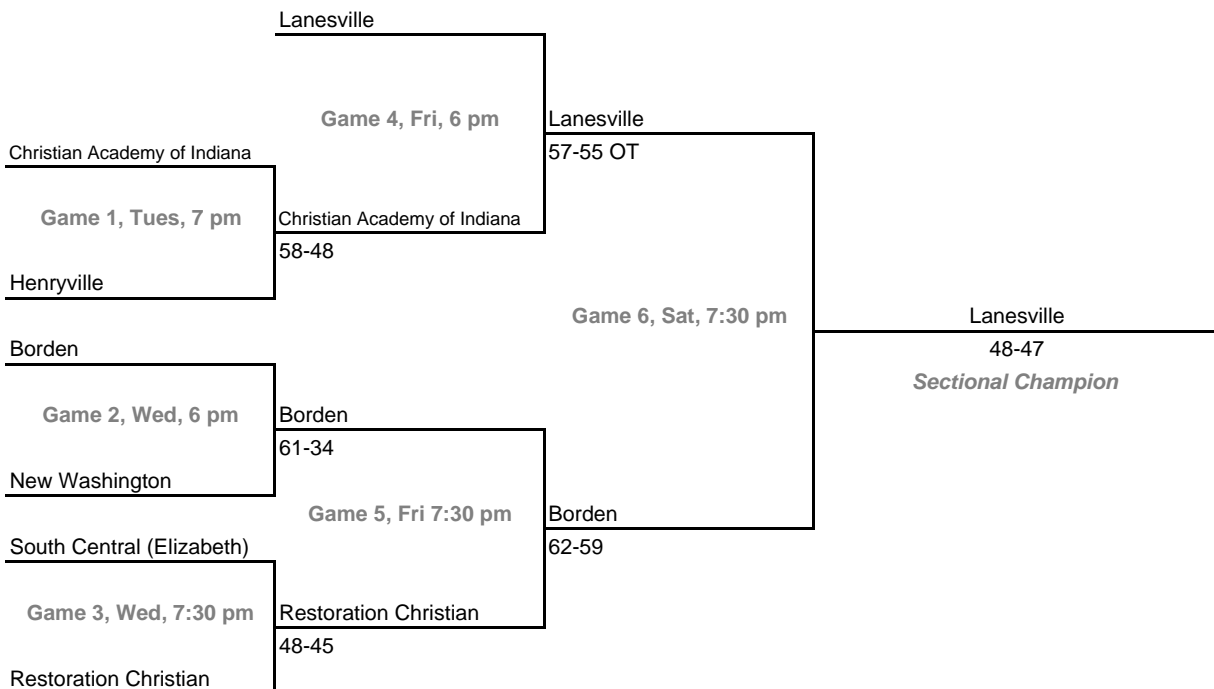 Lanesville
Game 4, Fri, 6 pm
Lanesville
57-55 OT
Christian Academy of Indiana
Game 1, Tues, 7 pm
Christian Academy of Indiana
58-48
Henryville
Game 6, Sat, 7:30 pm
Lanesville
48-47
Sectional Champion
Borden
Game 2, Wed, 6 pm
Borden
61-34
New Washington
Game 5, Fri 7:30 pm
Borden
62-59
South Central (Elizabeth)
Game 3, Wed, 7:30 pm
Restoration Christian
48-45
Restoration Christian